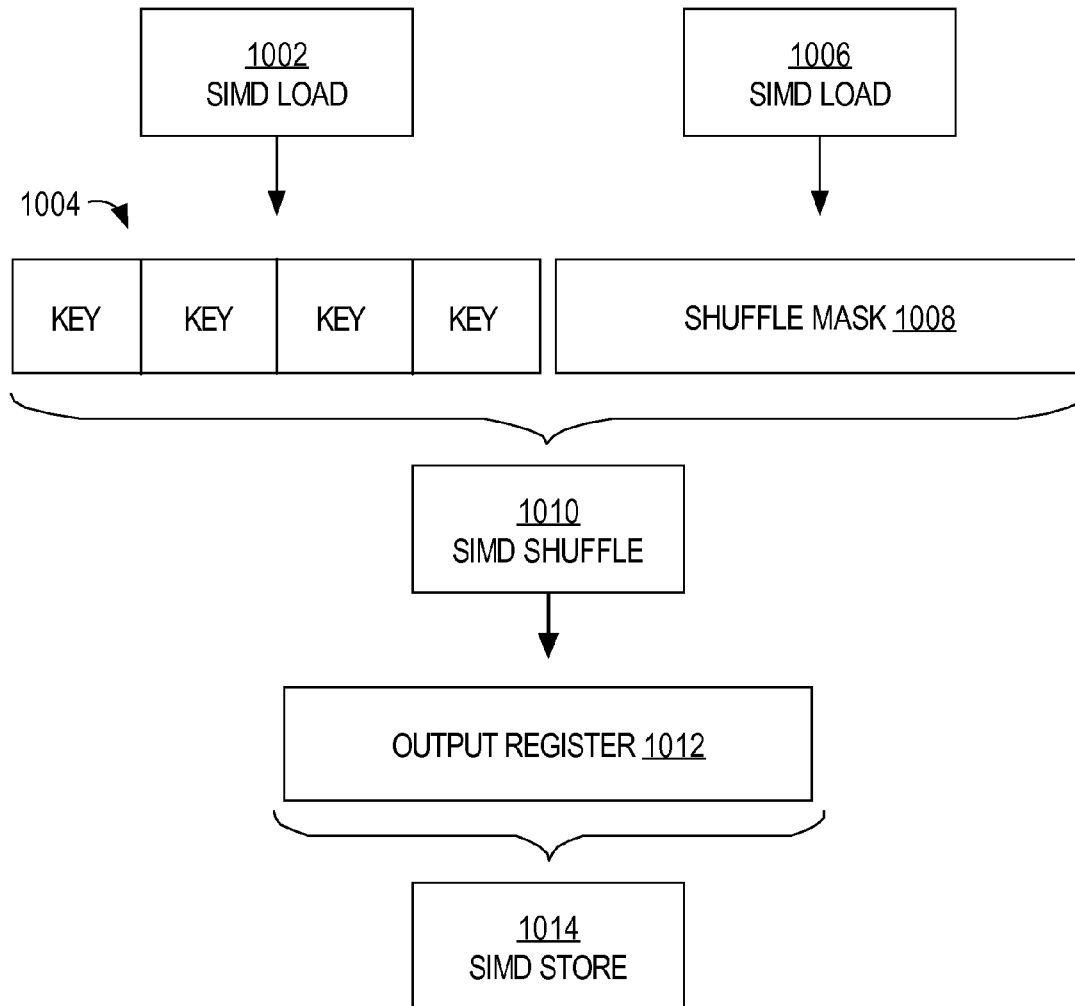 1002
SIMD LOAD
1006
SIMD LOAD
1004
KEY KEY KEY KEY SHUFFLE MASK 1008
1010
SIMD SHUFFLE
OUTPUT REGISTER 1012
1014
SIMD STORE